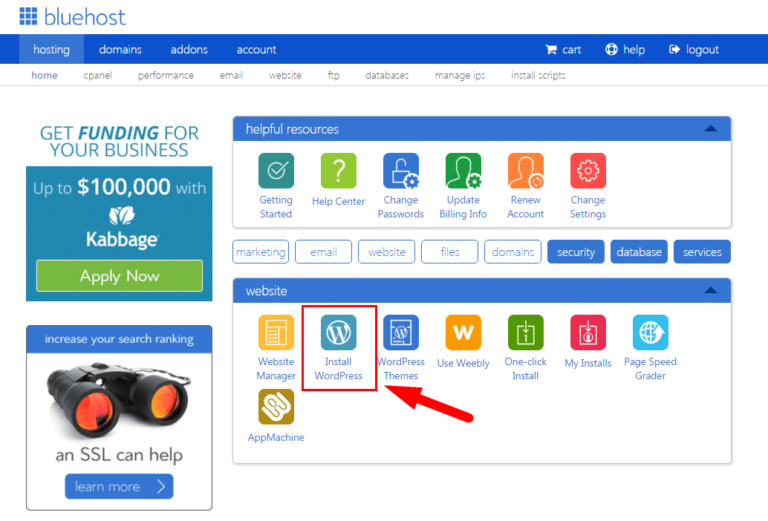 bluehost
hosting domains addons account cart help logout
home cpanel performance email website ftp databases manage ips install scripts
GET FUNDING FOR
YOUR BUSINESS
Up to $100,000 with
Kabbage
Apply Now
increase your search ranking
an SSL can help
learn more
helpful resources
Getting
Started
Help Center
Change
Passwords
Update
Billing Info
Renew
Account
Change
Settings
marketing email website files domains security database services
website
Website
Manager
Install
WordPress
WordPress
Themes
Use Weebly
One-click
Install
My Installs
Page Speed
Grader
AppMachine